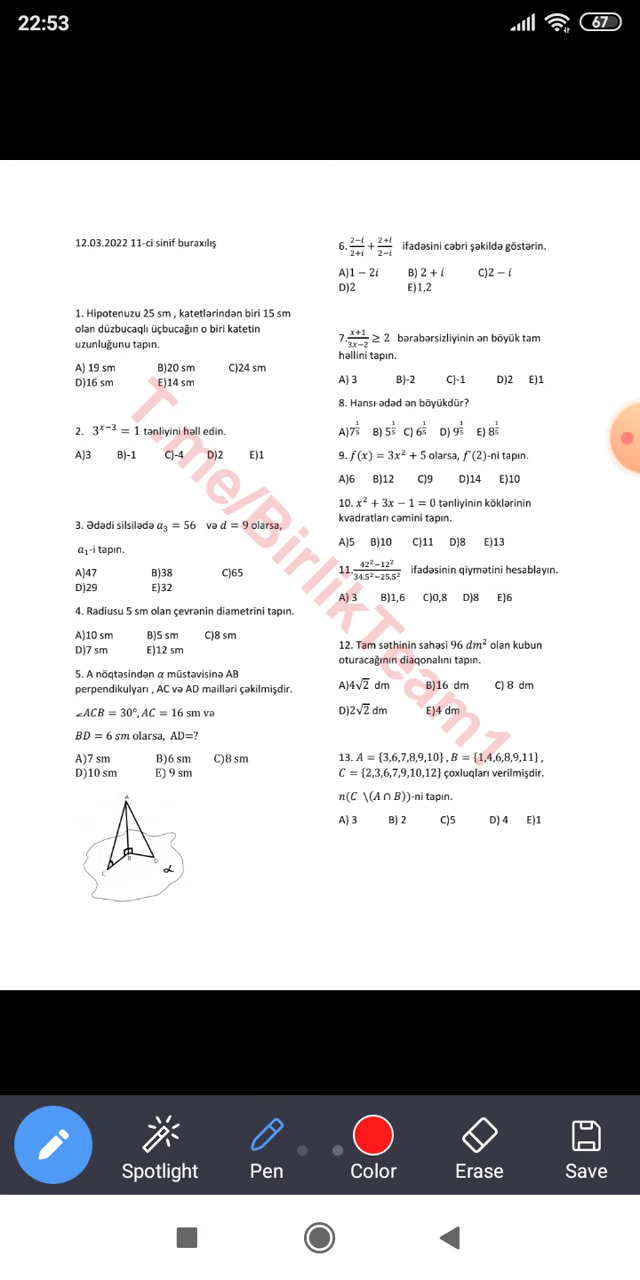 22:53
67
12.03.2022 11-ci sinif buraxılış
1. Hipotenuzu 25 sm , katetlərindən biri 15 sm
olan düzbucaqlı üçbucağın o biri katetin
uzunluğunu tapın.
A) 19 sm B)20 sm C)24 sm
D)16 sm E)14 sm
2. 3^{x−3} = 1 tənliyini həll edin.
A)3 B)-1 C)-4 D)2 E)1
3. Ədədi silsilədə a₃ = 56 və d = 9 olarsa,
a₁-i tapın.
A)47 B)38 C)65
D)29 E)32
4. Radiusu 5 sm olan çevrənin diametrini tapın.
A)10 sm B)5 sm C)8 sm
D)7 sm E)12 sm
5. A nöqtəsindən α müstəvisinə AB
perpendikulyarı , AC və AD mailləri çəkilmişdir.
∠ACB = 30°, AC = 16 sm və
BD = 6 sm olarsa, AD=?
A)7 sm B)6 sm C)8 sm
D)10 sm E) 9 sm
A
B
C
D
α
6. \frac{2−i}{2+i} + \frac{2+i}{2−i} ifadəsini cəbri şəkildə göstərin.
A)1 − 2i B) 2 + i C)2 − i
D)2 E)1,2
7. \frac{x+1}{3x−2} ≥ 2 bərabərsizliyinin ən böyük tam
həllini tapın.
A) 3 B)-2 C)-1 D)2 E)1
8. Hansı ədəd ən böyükdür?
A)7^{\frac{1}{5}} B) 5^{\frac{1}{5}} C) 6^{\frac{1}{5}} D) 9^{\frac{1}{5}} E) 8^{\frac{1}{5}}
9. f(x) = 3x² + 5 olarsa, f'(2)-ni tapın.
A)6 B)12 C)9 D)14 E)10
10. x² + 3x − 1 = 0 tənliyinin köklərinin
kvadratları cəmini tapın.
A)5 B)10 C)11 D)8 E)13
11. \frac{42²−12²}{34,5²−25,5²} ifadəsinin qiymətini hesablayın.
A) 3 B)1,6 C)0,8 D)8 E)6
12. Tam səthinin sahəsi 96 dm² olan kubun
oturacağının diaqonalını tapın.
A)4√2 dm B)16 dm C) 8 dm
D)2√2 dm E)4 dm
13. A = {3,6,7,8,9,10} , B = {1,4,6,8,9,11} ,
C = {2,3,6,7,9,10,12} çoxluqları verilmişdir.
n(C \(A ∩ B))-ni tapın.
A) 3 B) 2 C)5 D) 4 E)1
T.me/BirlikTeam1
Spotlight Pen Color Erase Save